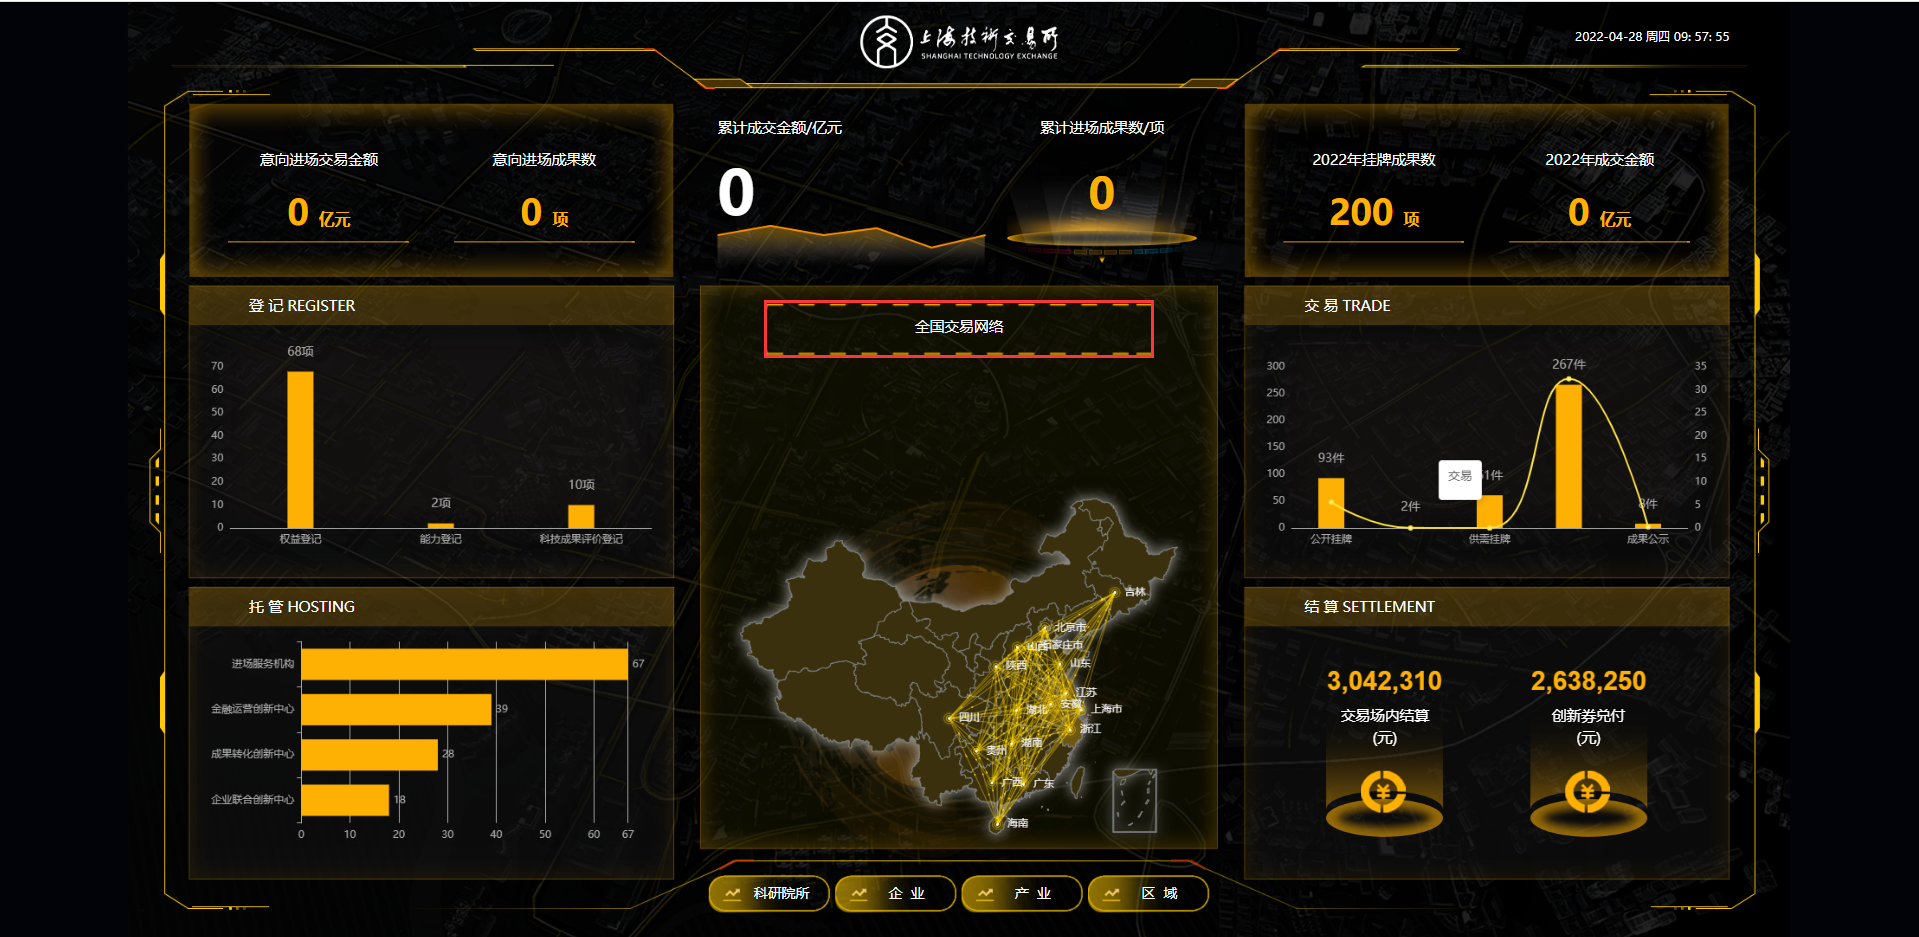 上海技術交易所
SHANGHAI TECHNOLOGY EXCHANGE
2022-04-28 周四 09: 57: 55
意向进场交易金额
0 亿元
意向进场成果数
0 项
累计成交金额/亿元
0
累计进场成果数/项
0
2022年挂牌成果数
200 项
2022年成交金额
0 亿元
登 记 REGISTER
68项
2项
10项
70
60
50
40
30
20
10
0
权益登记
能力登记
科技成果评价登记
托 管 HOSTING
进场服务机构
67
金融运营创新中心
39
成果转化创新中心
28
企业联合创新中心
18
0
10
20
30
40
50
60
67
全国交易网络
吉林
北京市
山西
家庄市
陕西
山东
江苏
安徽
上海市
湖北
四川
浙江
湖南
贵州
广西
广东
海南
交 易 TRADE
300
250
200
150
100
50
0
93件
2件
交易
1件
267件
8件
35
30
25
20
15
10
5
0
公开挂牌
供需挂牌
成果公示
结 算 SETTLEMENT
3,042,310
交易场内结算
(元)
2,638,250
创新券兑付
(元)
科研院所
企 业
产 业
区 域